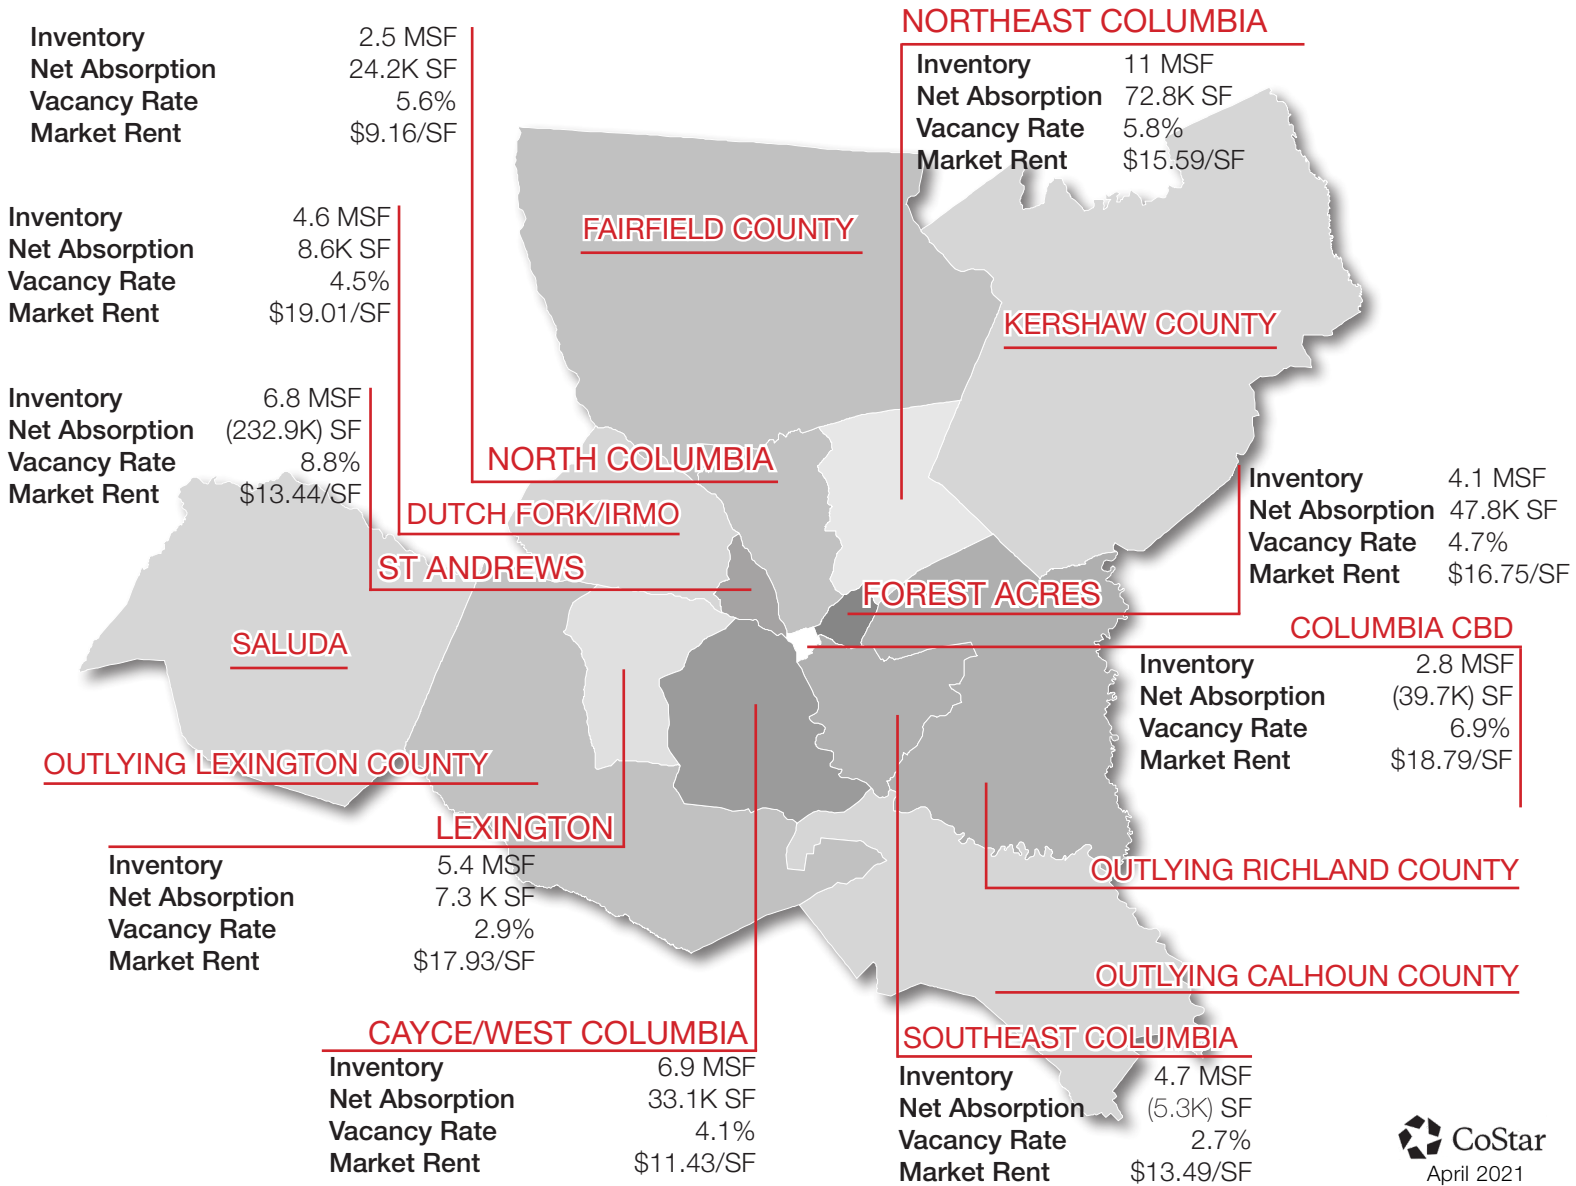 Inventory 2.5 MSF
Net Absorption 24.2K SF
Vacancy Rate 5.6%
Market Rent $9.16/SF
NORTHEAST COLUMBIA
Inventory 11 MSF
Net Absorption 72.8K SF
Vacancy Rate 5.8%
Market Rent $15.59/SF
Inventory 4.6 MSF
Net Absorption 8.6K SF
Vacancy Rate 4.5%
Market Rent $19.01/SF
FAIRFIELD COUNTY
KERSHAW COUNTY
Inventory 6.8 MSF
Net Absorption (232.9K) SF
Vacancy Rate 8.8%
Market Rent $13.44/SF
NORTH COLUMBIA
DUTCH FORK/IRMO
ST ANDREWS
Inventory 4.1 MSF
Net Absorption 47.8K SF
Vacancy Rate 4.7%
Market Rent $16.75/SF
FOREST ACRES
SALUDA
COLUMBIA CBD
Inventory 2.8 MSF
Net Absorption (39.7K) SF
Vacancy Rate 6.9%
Market Rent $18.79/SF
OUTLYING LEXINGTON COUNTY
LEXINGTON
Inventory 5.4 MSF
Net Absorption 7.3 K SF
Vacancy Rate 2.9%
Market Rent $17.93/SF
OUTLYING RICHLAND COUNTY
OUTLYING CALHOUN COUNTY
CAYCE/WEST COLUMBIA
Inventory 6.9 MSF
Net Absorption 33.1K SF
Vacancy Rate 4.1%
Market Rent $11.43/SF
SOUTHEAST COLUMBIA
Inventory 4.7 MSF
Net Absorption (5.3K) SF
Vacancy Rate 2.7%
Market Rent $13.49/SF
CoStar
April 2021